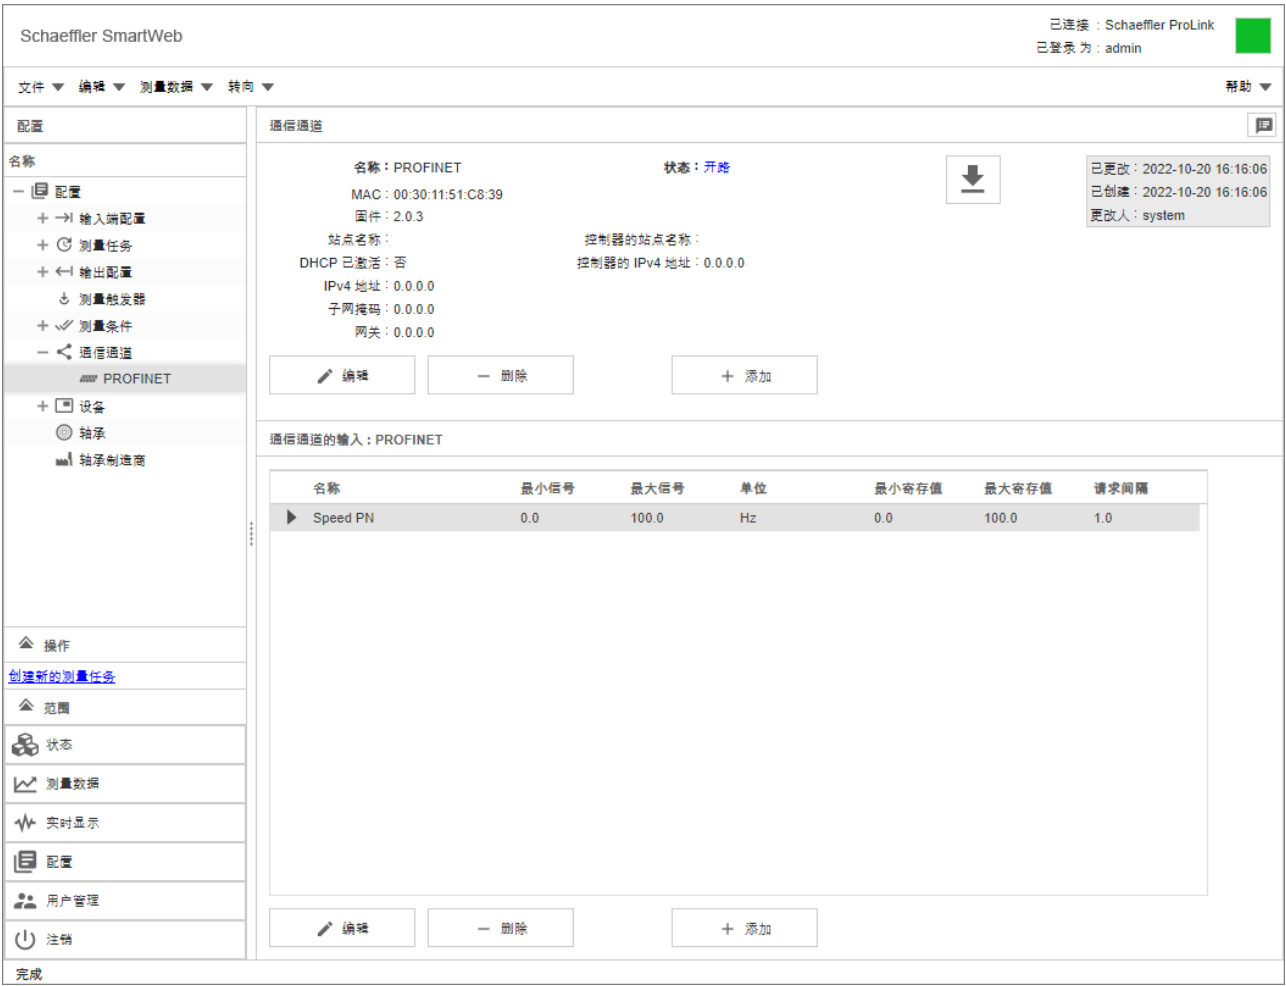 Schaeffler SmartWeb
已连接 : Schaeffler ProLink
已登录 为 : admin
文件 编辑 测量数据 转向 帮助
配置
名称
配置
输入端配置
测量任务
输出配置
测量触发器
测量条件
通信通道
PROFINET
设备
轴承
轴承制造商
操作
创建新的测量任务
范围
状态
测量数据
实时显示
配置
用户管理
注销
通信通道
名称 : PROFINET 状态 : 开路
MAC : 00:30:11:51:C8:39
固件 : 2.0.3
站点名称 : 控制器的站点名称 :
DHCP 已激活 : 否 控制器的 IPv4 地址 : 0.0.0.0
IPv4 地址 : 0.0.0.0
子网掩码 : 0.0.0.0
网关 : 0.0.0.0
已更改 : 2022-10-20 16:16:06
已创建 : 2022-10-20 16:16:06
更改人 : system
编辑 删除 添加
通信通道的输入 : PROFINET
名称 最小信号 最大信号 单位 最小寄存值 最大寄存值 请求间隔
Speed PN 0.0 100.0 Hz 0.0 100.0 1.0
编辑 删除 添加
完成